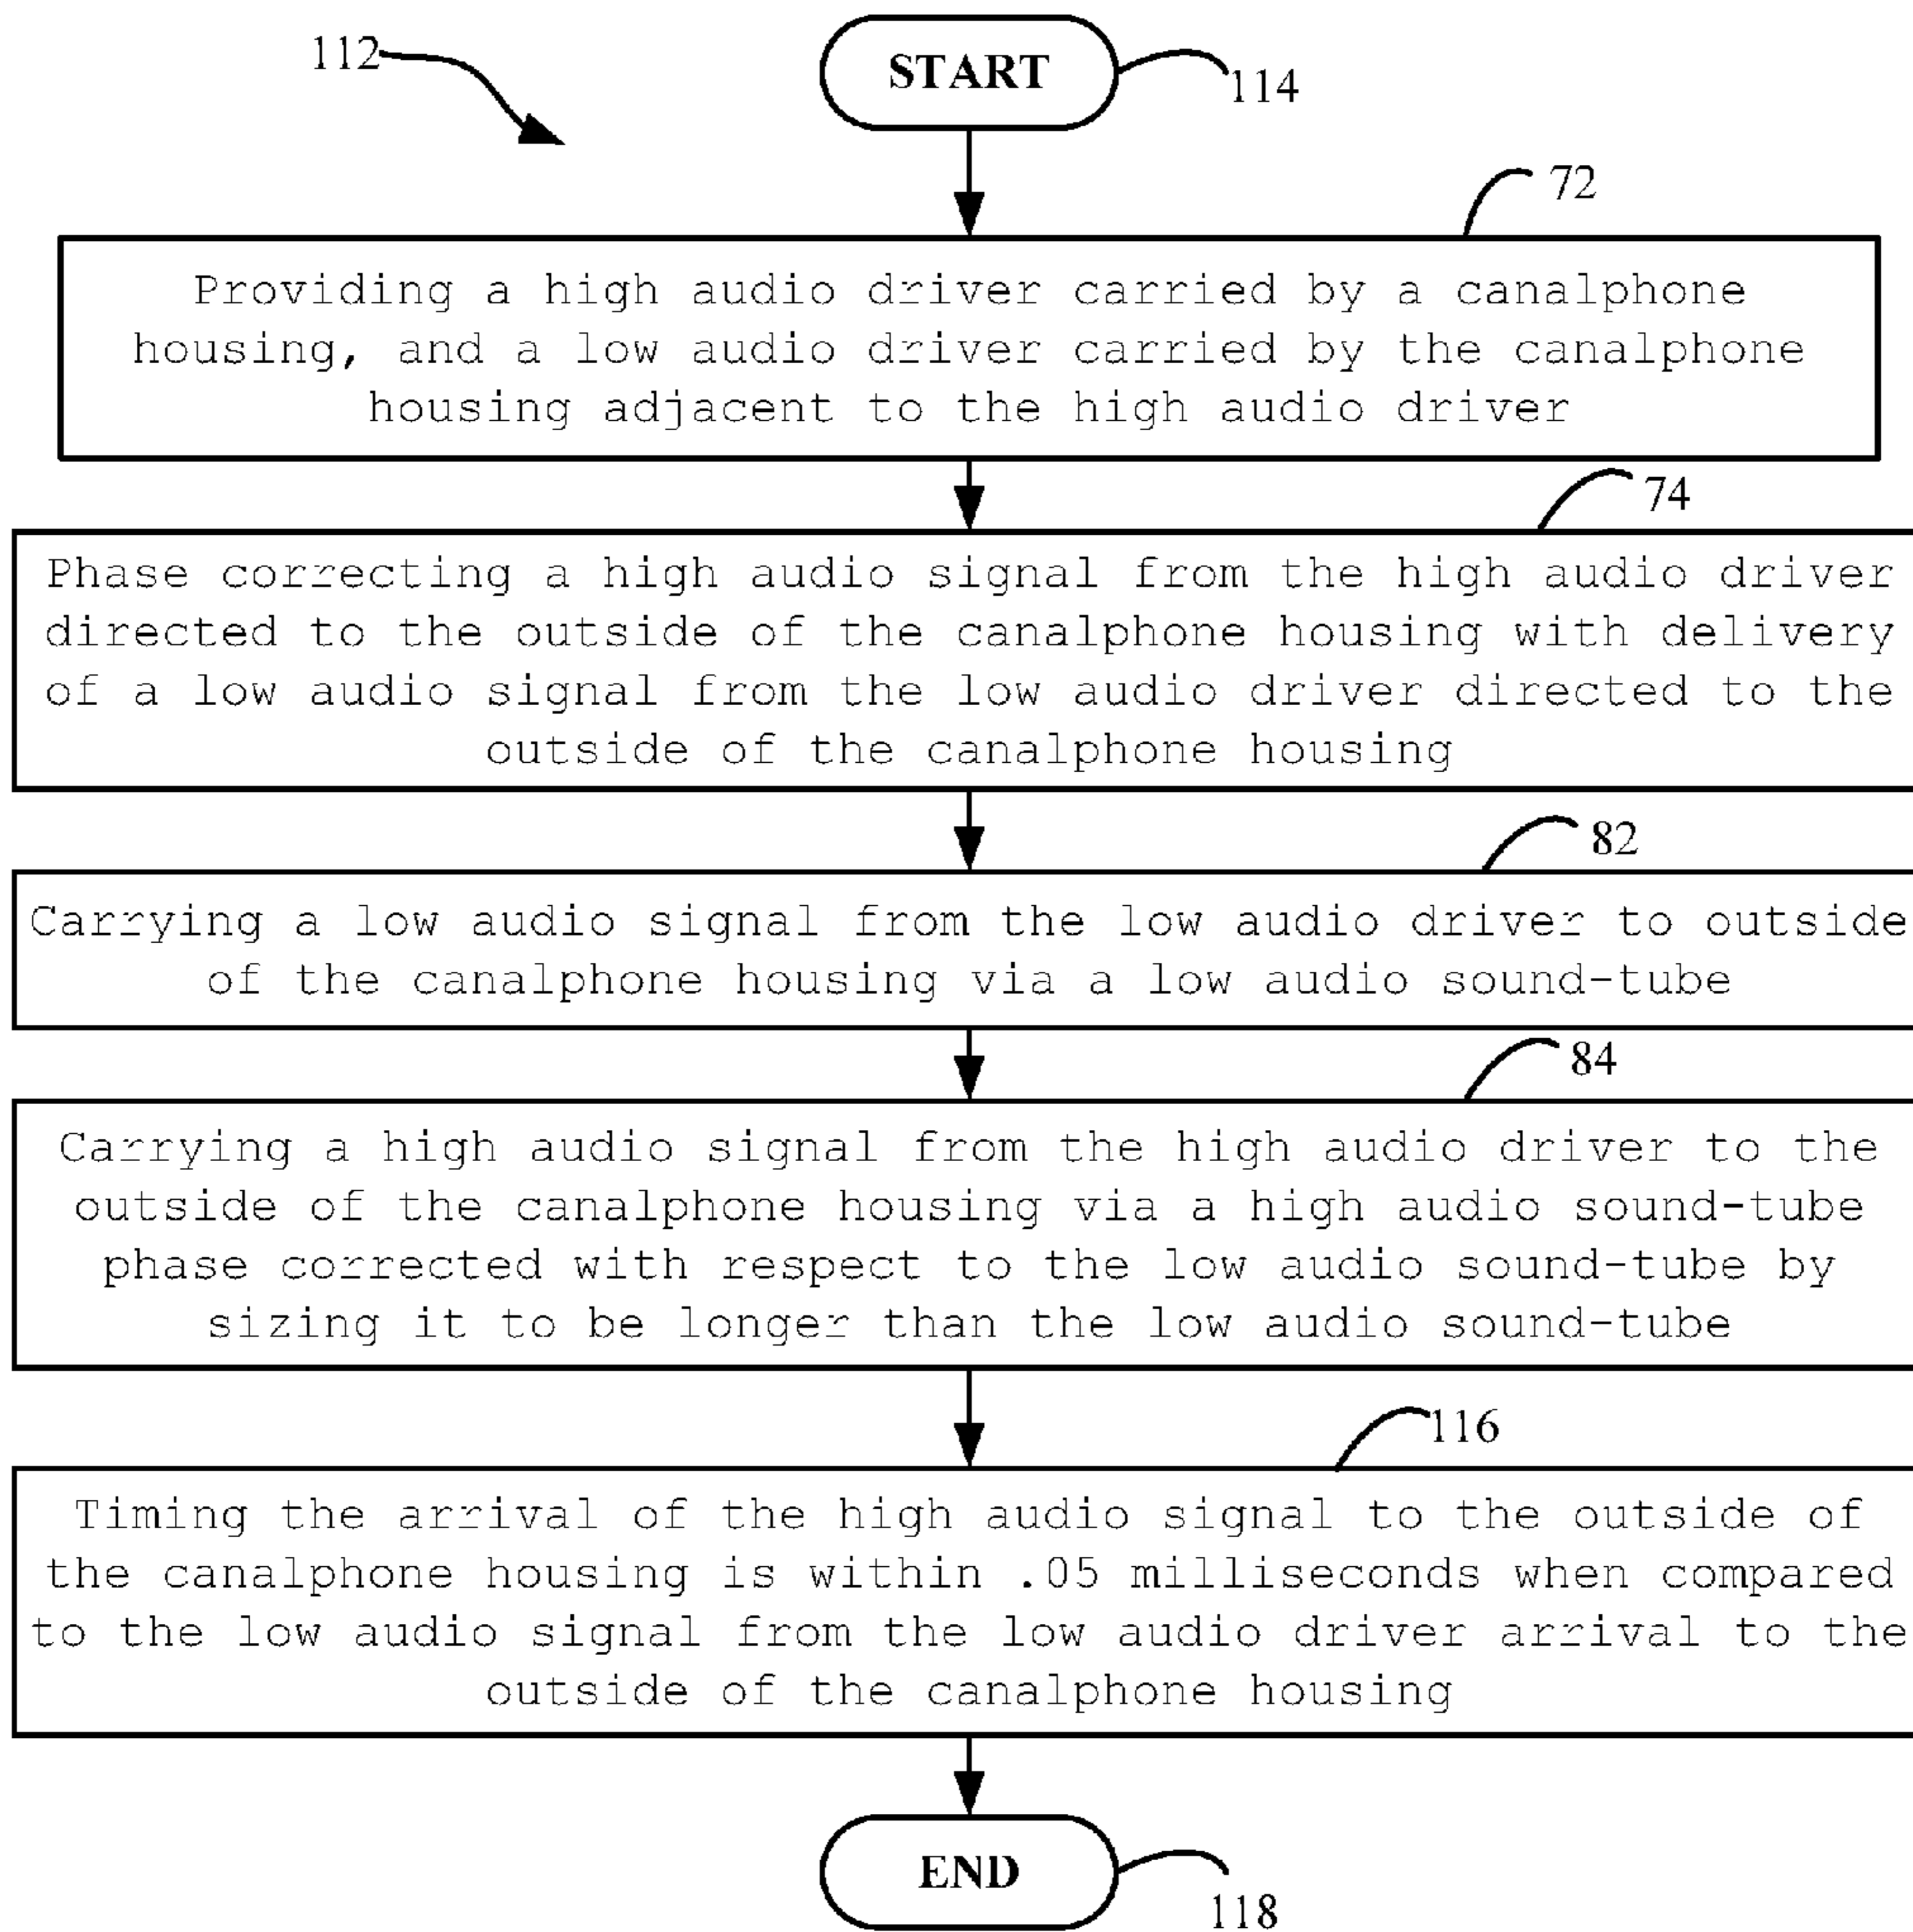 112
START
114
72
Providing a high audio driver carried by a canalphone
housing, and a low audio driver carried by the canalphone
housing adjacent to the high audio driver
74
Phase correcting a high audio signal from the high audio driver
directed to the outside of the canalphone housing with delivery
of a low audio signal from the low audio driver directed to the
outside of the canalphone housing
82
Carrying a low audio signal from the low audio driver to outside
of the canalphone housing via a low audio sound-tube
84
Carrying a high audio signal from the high audio driver to the
outside of the canalphone housing via a high audio sound-tube
phase corrected with respect to the low audio sound-tube by
sizing it to be longer than the low audio sound-tube
116
Timing the arrival of the high audio signal to the outside of
the canalphone housing is within .05 milliseconds when compared
to the low audio signal from the low audio driver arrival to the
outside of the canalphone housing
END
118